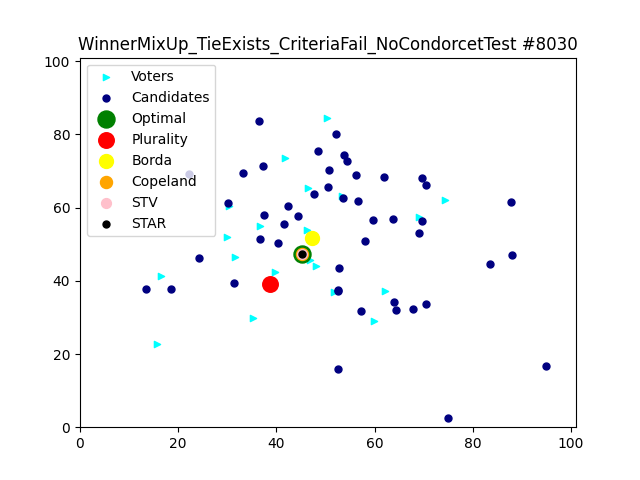 WinnerMixUp_TieExists_CriteriaFail_NoCondorcetTest #8030
100
80
60
40
20
0
Voters
Candidates
Optimal
Plurality
Borda
Copeland
STV
STAR
0 20 40 60 80 100